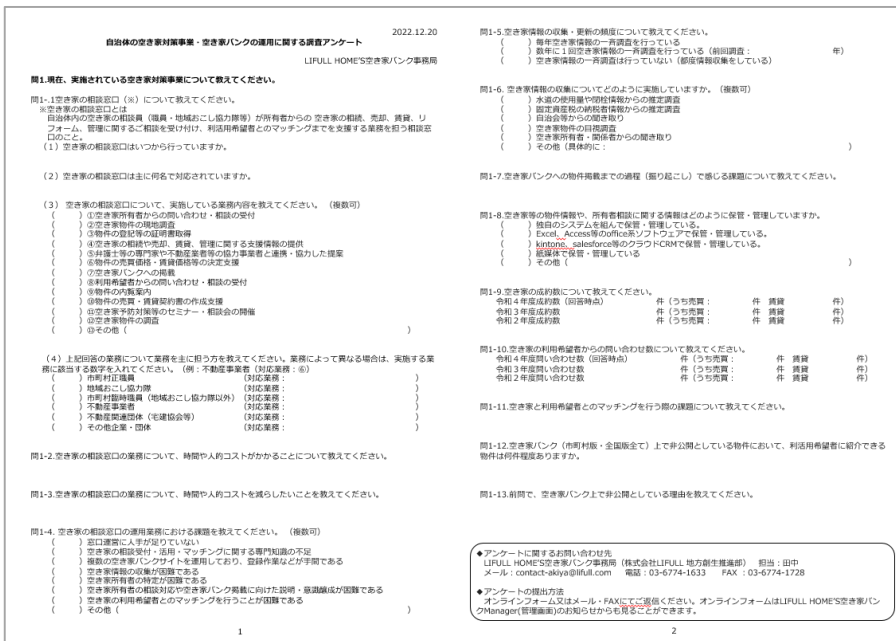 2022.12.20
自治体の空き家対策事業・空き家バンクの運用に関する調査アンケート
LIFULL HOME'S空き家バンク事務局
問1.現在、実施されている空き家対策事業について教えてください。
問1-.1空き家の相談窓口（※）について教えてください。
※空き家の相談窓口とは
自治体内の空き家の相談員（職員・地域おこし協力隊等）が所有者からの 空き家の相続、売却、賃貸、リ
フォーム、管理に関するご相談を受け付け、利活用希望者とのマッチングまでを支援する業務を担う相談窓
口のこと。
（１）空き家の相談窓口はいつから行っていますか。
（２）空き家の相談窓口は主に何名で対応されていますか。
（３） 空き家の相談窓口について、実施している業務内容を教えてください。（複数可）
（　　）①空き家所有者からの問い合わせ・相談の受付
（　　）②空き家物件の現地調査
（　　）③物件の登記等の証明書取得
（　　）④空き家の相続や売却、賃貸、管理に関する支援情報の提供
（　　）⑤弁護士等の専門家や不動産業者等の協力事業者と連携・協力した提案
（　　）⑥物件の売買価格・賃貸価格等の決定支援
（　　）⑦空き家バンクへの掲載
（　　）⑧利用希望者からの問い合わせ・相談の受付
（　　）⑨物件の内覧案内
（　　）⑩物件の売買・賃貸契約書の作成支援
（　　）⑪空き家予防対策等のセミナー・相談会の開催
（　　）⑫空き家物件の調査
（　　）⑬その他（　　）
（４）上記回答の業務について業務を主に担う方を教えてください。業務によって異なる場合は、実施する業
務に該当する数字を入れてください。（例：不動産事業者（対応業務：⑥）
（　　）市町村正職員　（対応業務：　　）
（　　）地域おこし協力隊　（対応業務：　　）
（　　）市町村臨時職員（地域おこし協力隊以外）（対応業務：　　）
（　　）不動産事業者　（対応業務：　　）
（　　）不動産関連団体（宅建協会等）　（対応業務：　　）
（　　）その他企業・団体　（対応業務：　　）
問1-2.空き家の相談窓口の業務について、時間や人的コストがかかることについて教えてください。
問1-3.空き家の相談窓口の業務について、時間や人的コストを減らしたいことを教えてください。
問1-4. 空き家の相談窓口の運用業務における課題を教えてください。（複数可）
（　　）窓口運営に人手が足りていない
（　　）空き家の相談受付・活用・マッチングに関する専門知識の不足
（　　）複数の空き家バンクサイトを運用しており、登録作業などが手間である
（　　）空き家情報の収集が困難である
（　　）空き家所有者の特定が困難である
（　　）空き家所有者の相談対応や空き家バンク掲載に向けた説明・意識醸成が困難である
（　　）空き家の利用希望者とのマッチングを行うことが困難である
（　　）その他（　　）
1
問1-5.空き家情報の収集・更新の頻度について教えてください。
（　　）毎年空き家情報の一斉調査を行っている
（　　）数年に１回空き家情報の一斉調査を行っている（前回調査：　　年）
（　　）空き家情報の一斉調査は行っていない（都度情報収集をしている）
問1-6. 空き家情報の収集についてどのように実施していますか。（複数可）
（　　）水道の使用量や閉栓情報からの推定調査
（　　）固定資産税の納税者情報からの推定調査
（　　）自治会等からの聞き取り
（　　）空き家物件の目視調査
（　　）空き家所有者・関係者からの聞き取り
（　　）その他（具体的に：　　）
問1-7.空き家バンクへの物件掲載までの過程（掘り起こし）で感じる課題について教えてください。
問1-8.空き家等の物件情報や、所有者相談に関する情報はどのように保管・管理していますか。
（　　）独自のシステムを組んで保管・管理している。
（　　）Excel、Access等のoffice系ソフトウェアで保管・管理している。
（　　）kintone、salesforce等のクラウドCRMで保管・管理している。
（　　）紙媒体で保管・管理している
（　　）その他（　　）
問1-9.空き家の成約数について教えてください。
令和４年度成約数（回答時点）　件（うち売買：　件　賃貸　件）
令和３年度成約数　件（うち売買：　件　賃貸　件）
令和２年度成約数　件（うち売買：　件　賃貸　件）
問1-10.空き家の利用希望者からの問い合わせ数について教えてください。
令和４年度問い合わせ数（回答時点）　件（うち売買：　件　賃貸　件）
令和３年度問い合わせ数　件（うち売買：　件　賃貸　件）
令和２年度問い合わせ数　件（うち売買：　件　賃貸　件）
問1-11.空き家と利用希望者とのマッチングを行う際の課題について教えてください。
問1-12.空き家バンク（市町村版・全国版全て）上で非公開としている物件において、利活用希望者に紹介できる
物件は何件程度ありますか。
問1-13.前問で、空き家バンク上で非公開としている理由を教えてください。
◆アンケートに関するお問い合わせ先
LIFULL HOME'S空き家バンク事務局（株式会社LIFULL 地方創生推進部）　担当：田中
メール：contact-akiya@lifull.com　電話：03-6774-1633　FAX：03-6774-1728
◆アンケートの提出方法
オンラインフォーム又はメール・FAXにてご返信ください。オンラインフォームはLIFULL HOME'S空き家バン
クManager(管理画面)のお知らせからも見ることができます。
2